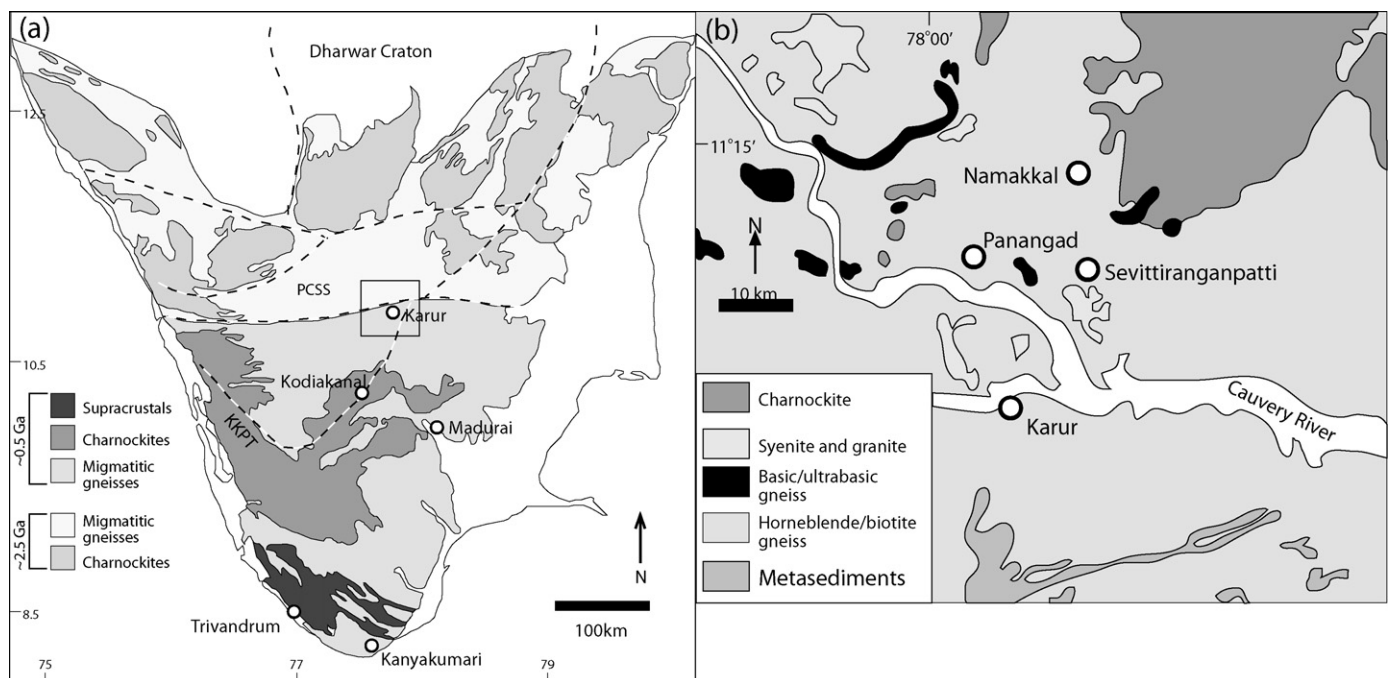 (a)
Dharwar Craton
12.5
PCSS
Karur
10.5
Kodiakanal
KKPT
Madurai
~0.5 Ga
Supracrustals
Charnockites
Migmatitic
gneisses
~2.5 Ga
Migmatitic
gneisses
Charnockites
N
8.5
Trivandrum
100km
Kanyakumari
75
77
79
(b)
78°00'
11°15'
Namakkal
N
Panangad
Sevittiranganpatti
10 km
Charnockite
Syenite and granite
Basic/ultrabasic
gneiss
Horneblende/biotite
gneiss
Metasediments
Karur
Cauvery River